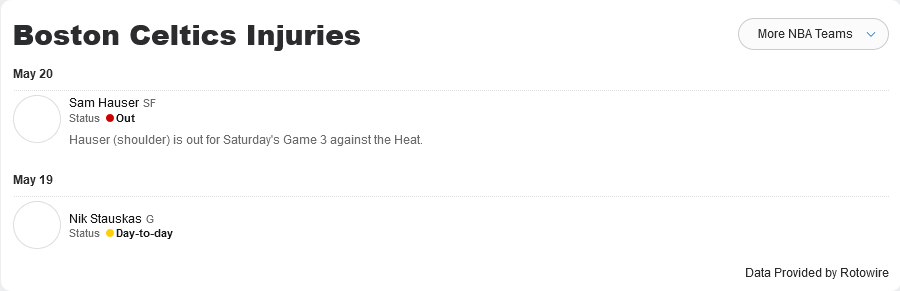 Boston Celtics Injuries
More NBA Teams
May 20
Sam Hauser SF
Status Out
Hauser (shoulder) is out for Saturday's Game 3 against the Heat.
May 19
Nik Stauskas G
Status Day-to-day
Data Provided by Rotowire